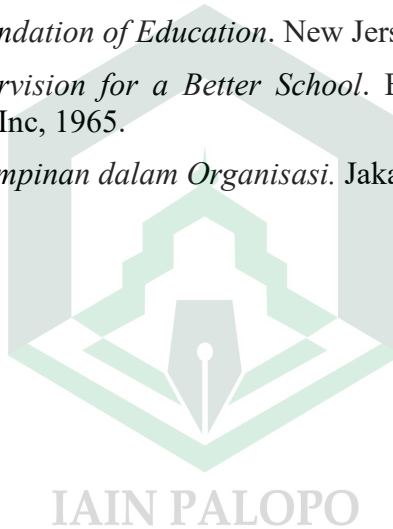 ndation of Education. New Jers
rvision for a Better School. E
Inc, 1965.
mpinan dalam Organisasi. Jaka
IAIN PALOPO